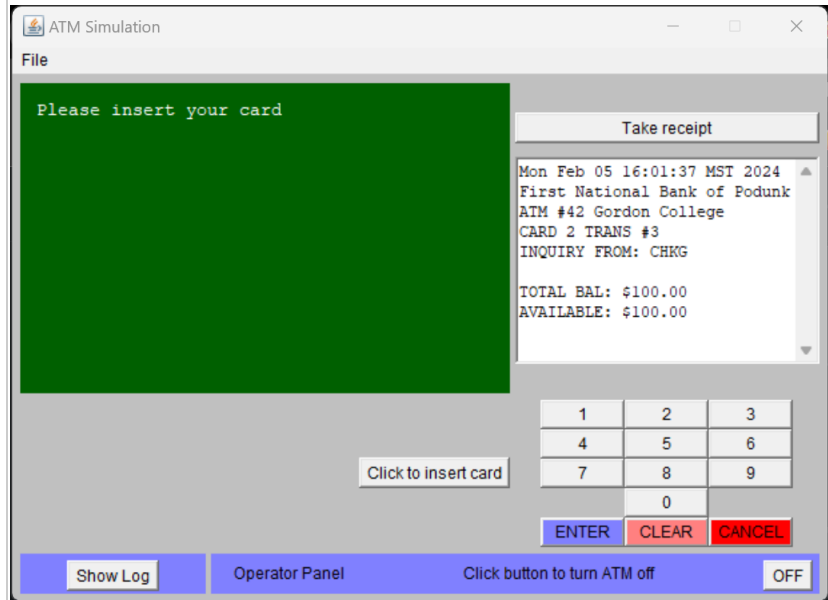 ATM Simulation
File
Please insert your card
Take receipt
Mon Feb 05 16:01:37 MST 2024
First National Bank of Podunk
ATM #42 Gordon College
CARD 2 TRANS #3
INQUIRY FROM: CHKG
TOTAL BAL: $100.00
AVAILABLE: $100.00
1 2 3
4 5 6
Click to insert card
7 8 9
0
ENTER CLEAR CANCEL
Show Log
Operator Panel
Click button to turn ATM off
OFF